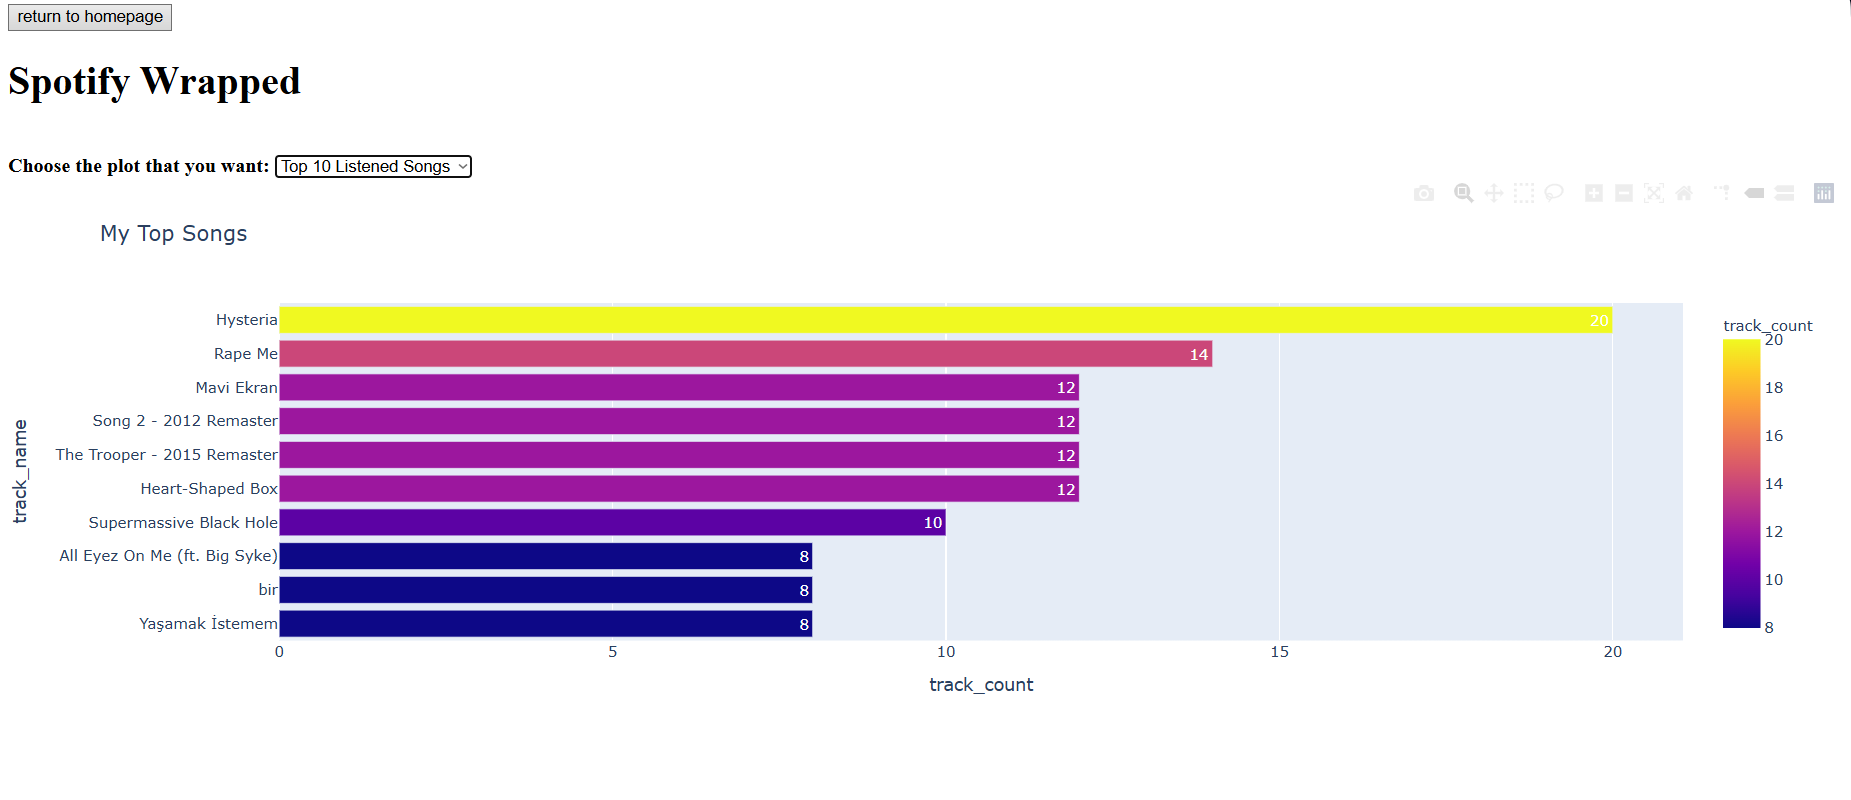 return to homepage
Spotify Wrapped
Choose the plot that you want: Top 10 Listened Songs
My Top Songs
track_name
Hysteria 20
Rape Me 14
Mavi Ekran 12
Song 2 - 2012 Remaster 12
The Trooper - 2015 Remaster 12
Heart-Shaped Box 12
Supermassive Black Hole 10
All Eyez On Me (ft. Big Syke) 8
bir 8
Yaşamak İstemem 8
0 5 10 15 20
track_count
track_count
20
18
16
14
12
10
8